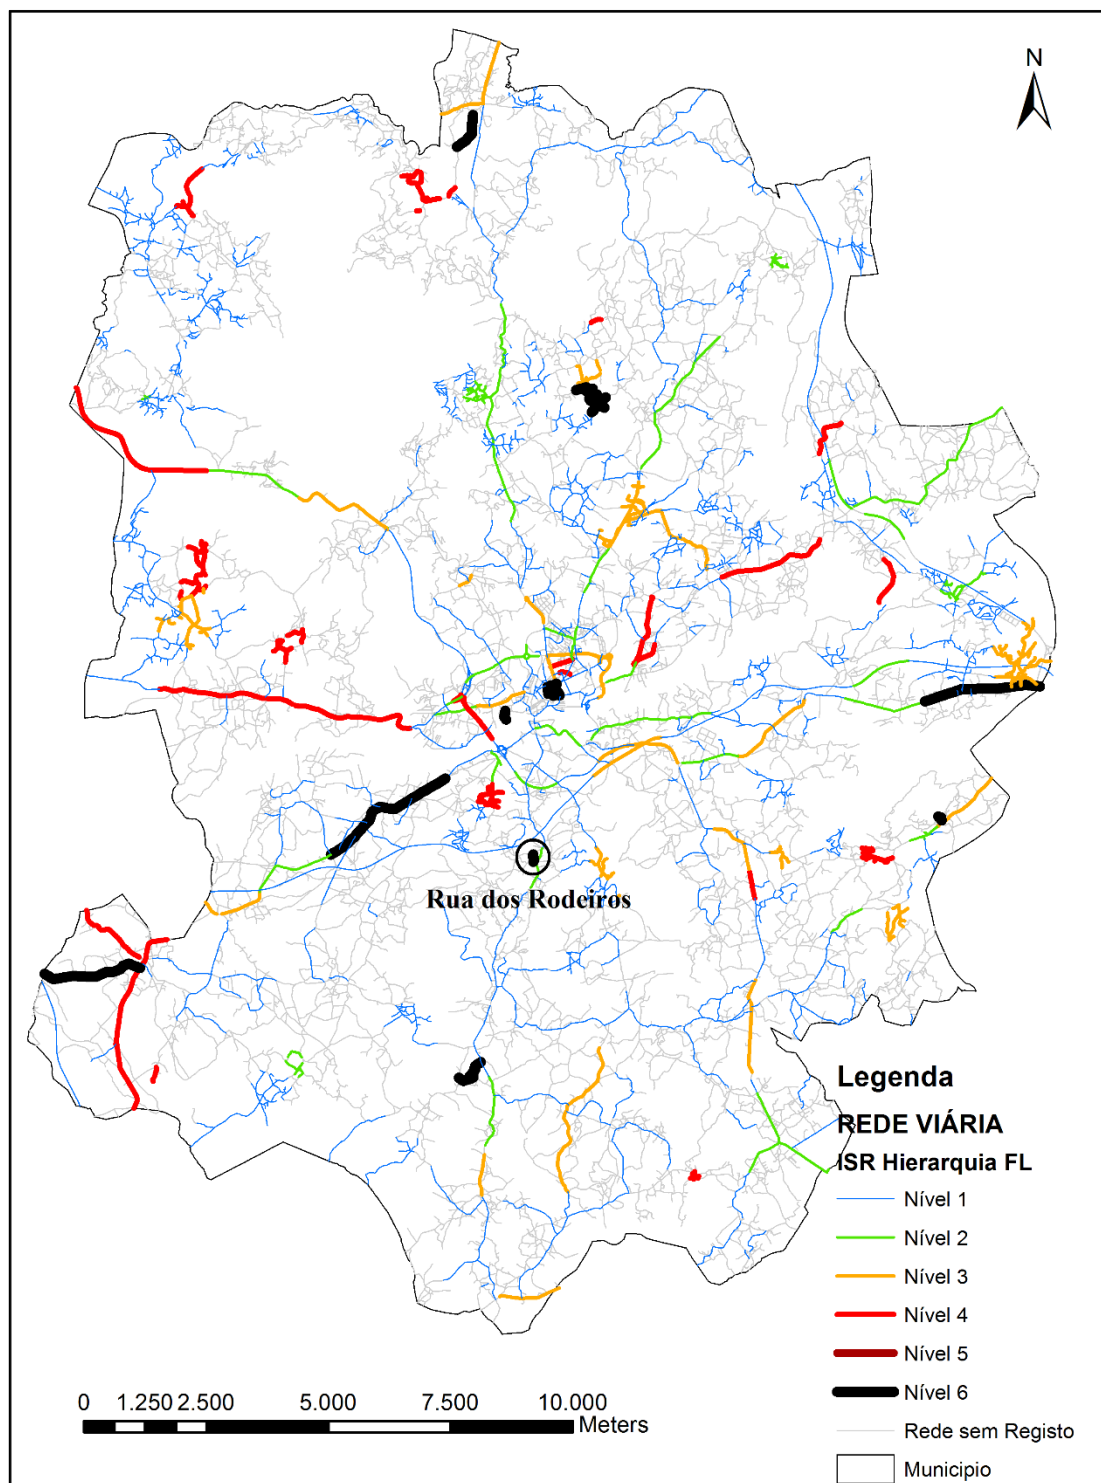 N
Rua dos Rodeiros
Legenda
REDE VIÁRIA
ISR Hierarquia FL
Nível 1
Nível 2
Nível 3
Nível 4
Nível 5
Nível 6
Rede sem Registo
Municipio
0 1.250 2.500 5.000 7.500 10.000
Meters